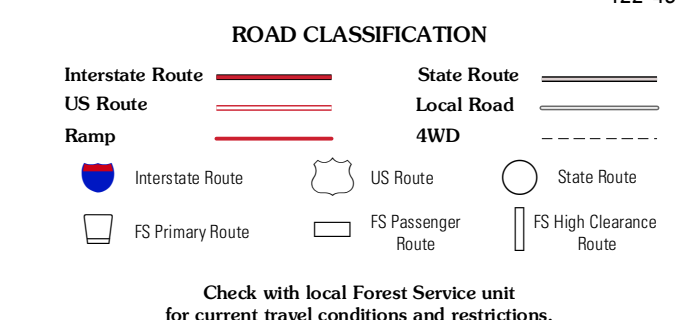 ROAD CLASSIFICATION
Interstate Route State Route
US Route Local Road
Ramp 4WD
Interstate Route US Route State Route
FS Primary Route FS Passenger Route FS High Clearance Route
Check with local Forest Service unit
for current travel conditions and restrictions.